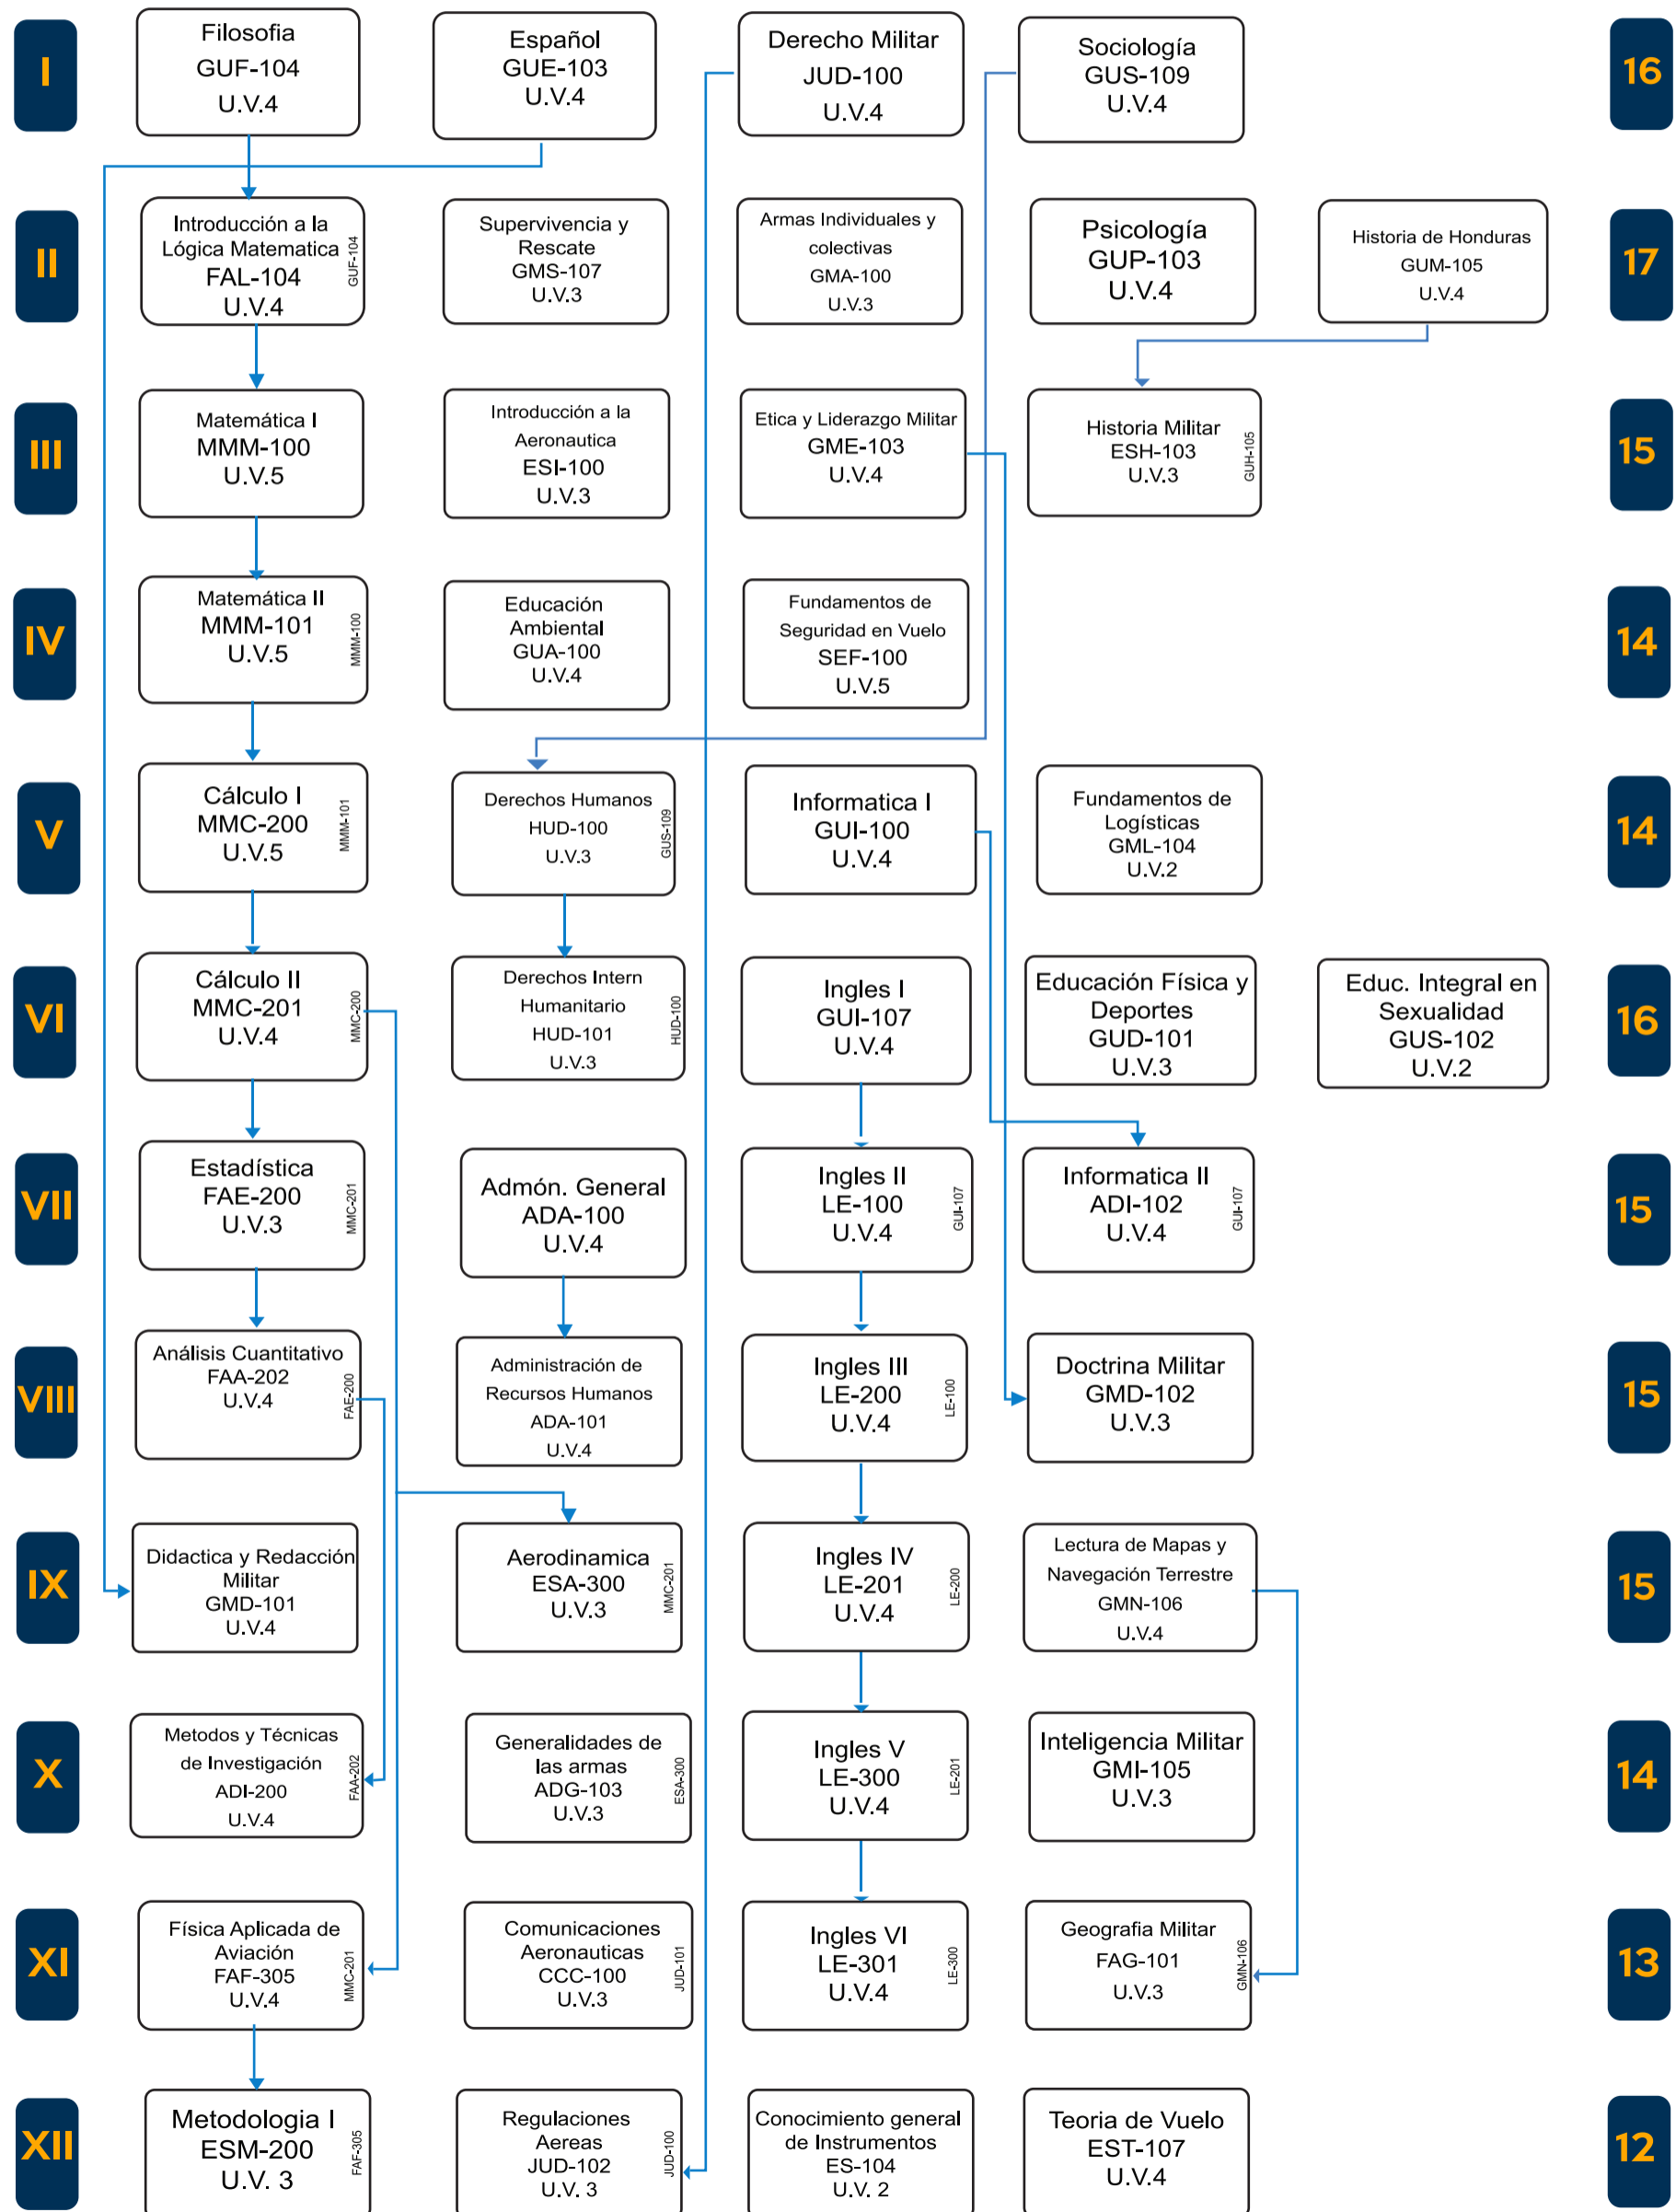 I
Filosofia
GUF-104
U.V.4
Español
GUE-103
U.V.4
Derecho Militar
JUD-100
U.V.4
Sociología
GUS-109
U.V.4
16
II
Introducción a la
Lógica Matematica
FAL-104
U.V.4
GUF-104
Supervivencia y
Rescate
GMS-107
U.V.3
Armas Individuales y
colectivas
GMA-100
U.V.3
Psicología
GUP-103
U.V.4
Historia de Honduras
GUM-105
U.V.4
17
III
Matemática I
MMM-100
U.V.5
Introducción a la
Aeronautica
ESI-100
U.V.3
Etica y Liderazgo Militar
GME-103
U.V.4
Historia Militar
ESH-103
U.V.3
GUH-105
15
IV
Matemática II
MMM-101
U.V.5
MMM-100
Educación
Ambiental
GUA-100
U.V.4
Fundamentos de
Seguridad en Vuelo
SEF-100
U.V.5
14
V
Cálculo I
MMC-200
U.V.5
MMM-101
Derechos Humanos
HUD-100
U.V.3
GUS-109
Informatica I
GUI-100
U.V.4
Fundamentos de
Logísticas
GML-104
U.V.2
14
VI
Cálculo II
MMC-201
U.V.4
MMC-200
Derechos Intern
Humanitario
HUD-101
U.V.3
HUD-100
Ingles I
GUI-107
U.V.4
Educación Física y
Deportes
GUD-101
U.V.3
Educ. Integral en
Sexualidad
GUS-102
U.V.2
16
VII
Estadística
FAE-200
U.V.3
MMC-201
Admón. General
ADA-100
U.V.4
Ingles II
LE-100
U.V.4
GUI-107
Informatica II
ADI-102
U.V.4
GUI-107
15
VIII
Análisis Cuantitativo
FAA-202
U.V.4
FAE-200
Administración de
Recursos Humanos
ADA-101
U.V.4
Ingles III
LE-200
U.V.4
LE-100
Doctrina Militar
GMD-102
U.V.3
15
IX
Didactica y Redacción
Militar
GMD-101
U.V.4
Aerodinamica
ESA-300
U.V.3
MMC-201
Ingles IV
LE-201
U.V.4
LE-200
Lectura de Mapas y
Navegación Terrestre
GMN-106
U.V.4
15
X
Metodos y Técnicas
de Investigación
ADI-200
U.V.4
FAA-202
Generalidades de
las armas
ADG-103
U.V.3
ESA-300
Ingles V
LE-300
U.V.4
LE-201
Inteligencia Militar
GMI-105
U.V.3
14
XI
Física Aplicada de
Aviación
FAF-305
U.V.4
MMC-201
Comunicaciones
Aeronauticas
CCC-100
U.V.3
JUD-101
Ingles VI
LE-301
U.V.4
LE-300
Geografia Militar
FAG-101
U.V.3
GMN-106
13
XII
Metodologia I
ESM-200
U.V. 3
FAF-305
Regulaciones
Aereas
JUD-102
U.V. 3
JUD-100
Conocimiento general
de Instrumentos
ES-104
U.V. 2
Teoria de Vuelo
EST-107
U.V.4
12